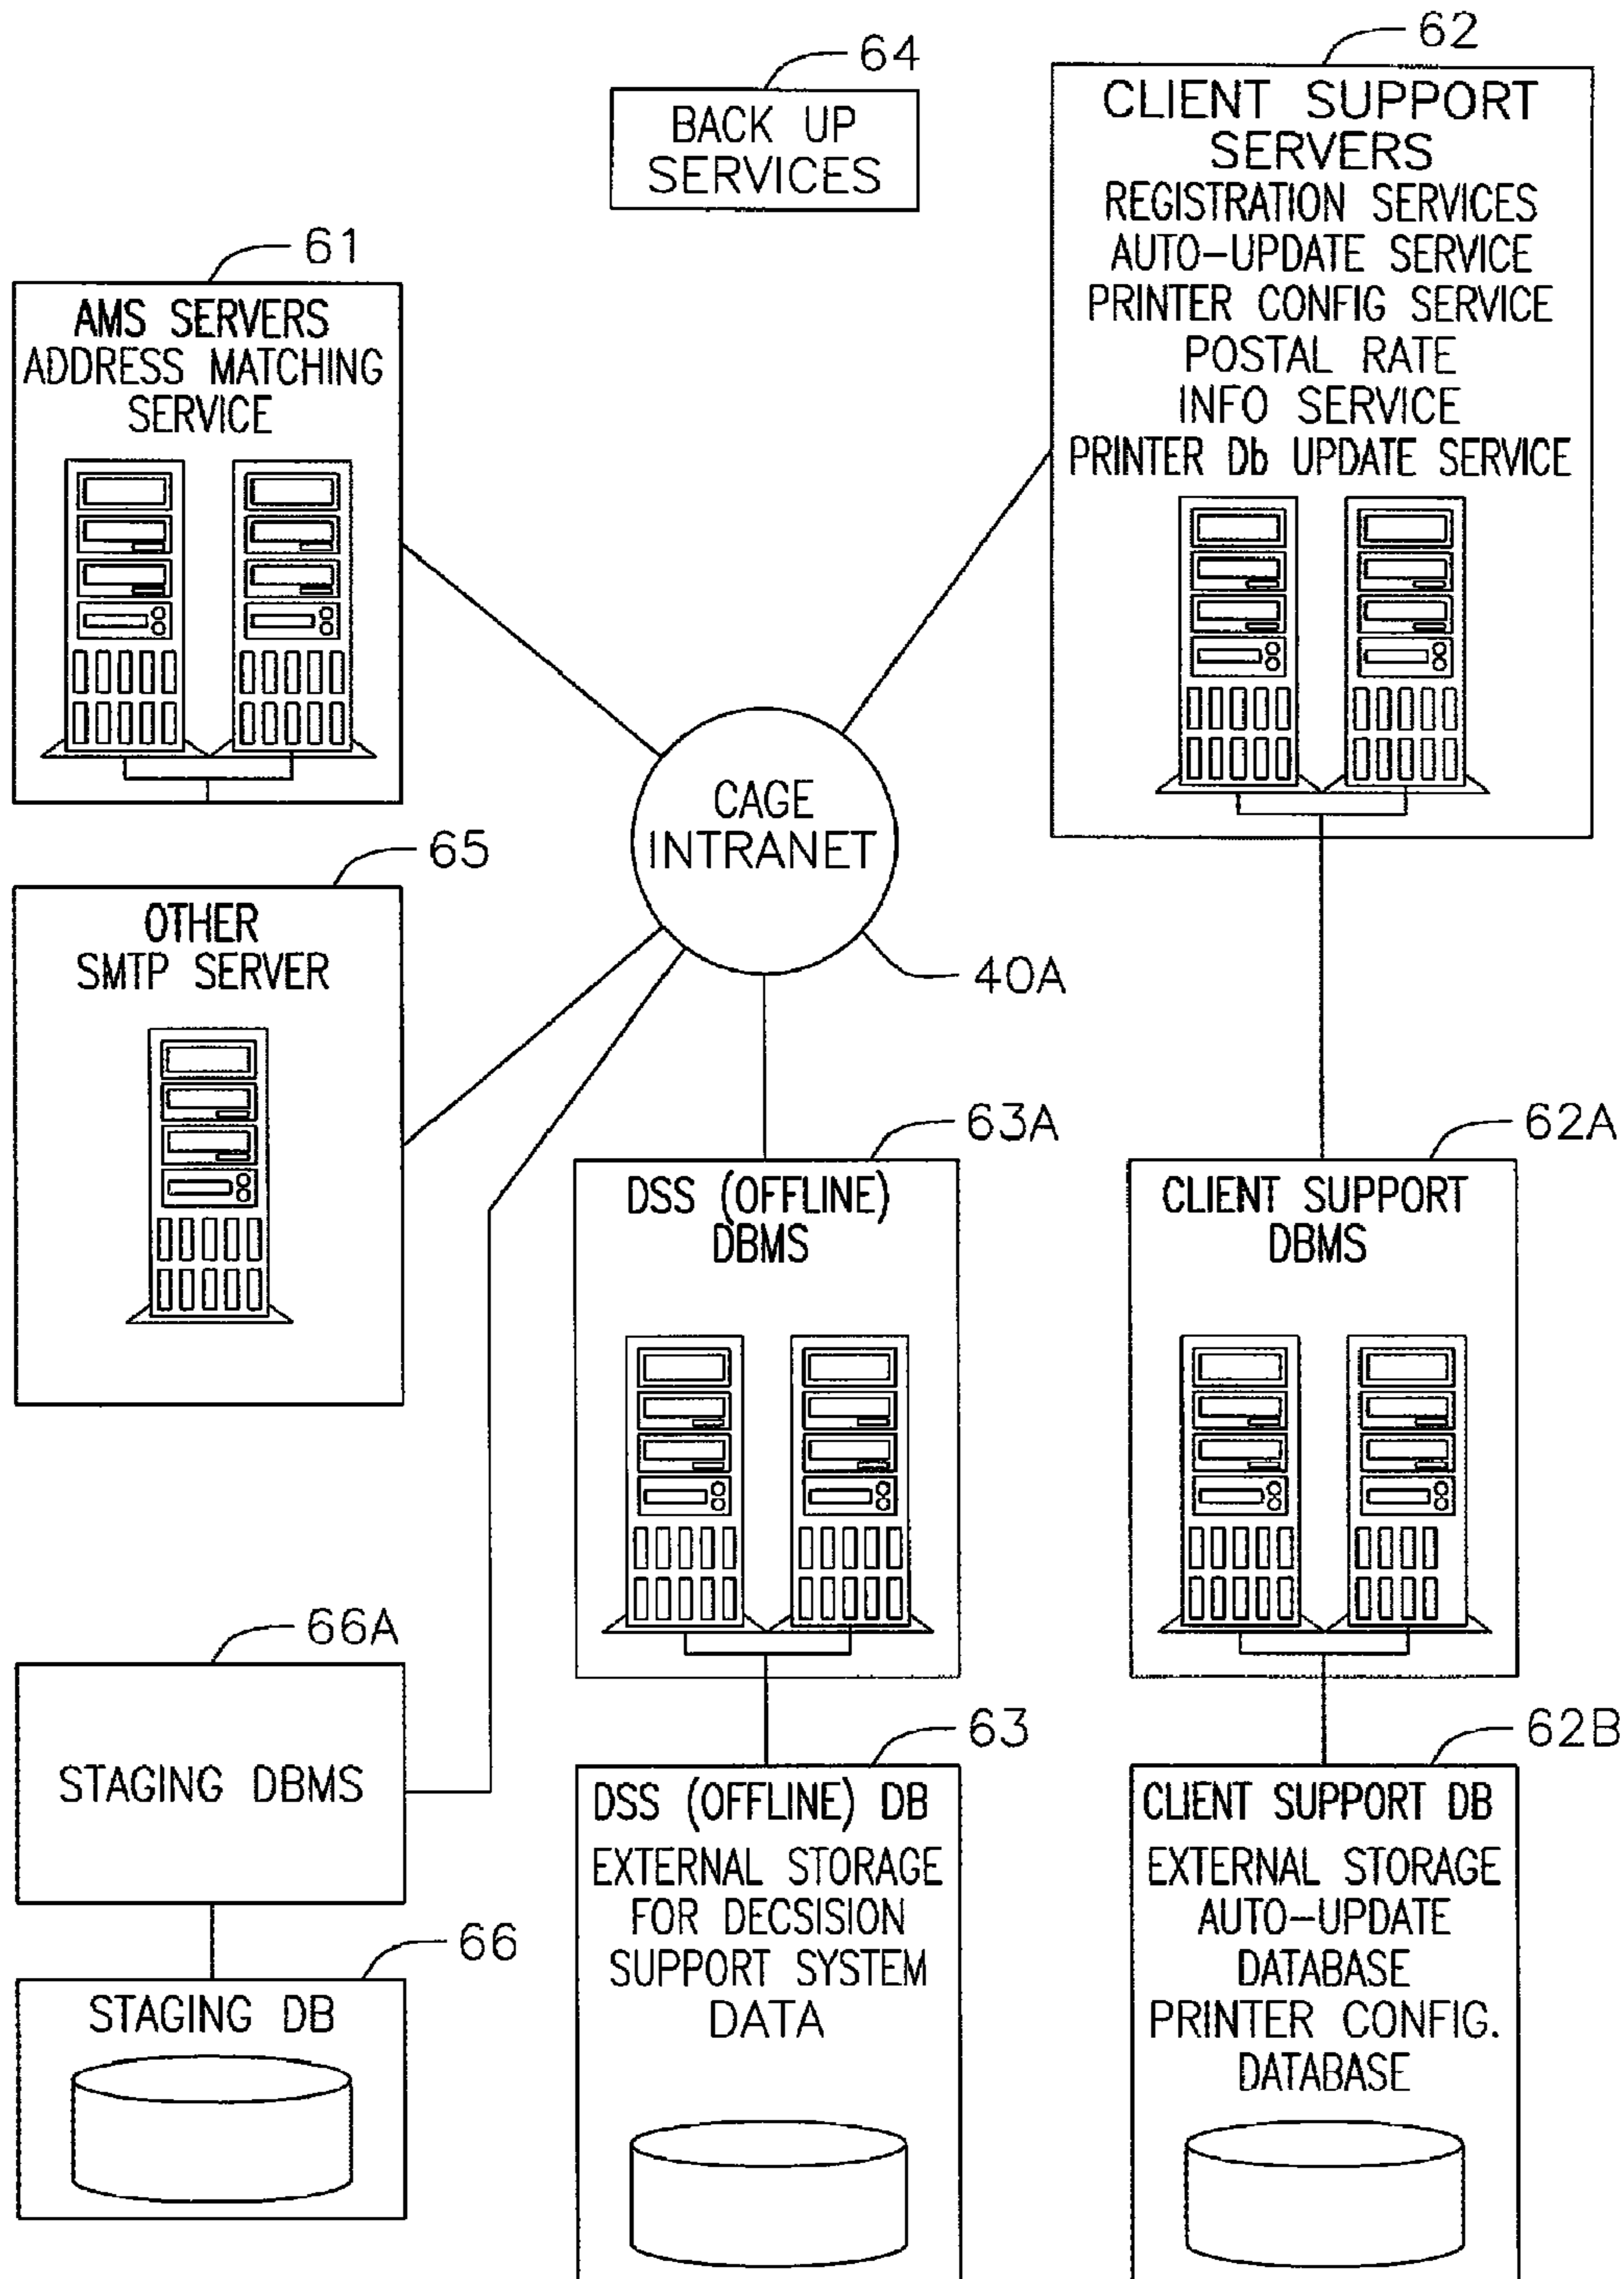 64
BACK UP
SERVICES
62
CLIENT SUPPORT
SERVERS
REGISTRATION SERVICES
AUTO-UPDATE SERVICE
PRINTER CONFIG SERVICE
POSTAL RATE
INFO SERVICE
PRINTER Db UPDATE SERVICE
61
AMS SERVERS
ADDRESS MATCHING
SERVICE
CAGE
INTRANET
40A
65
OTHER
SMTP SERVER
63A
DSS (OFFLINE)
DBMS
62A
CLIENT SUPPORT
DBMS
66A
STAGING DBMS
66
STAGING DB
63
DSS (OFFLINE) DB
EXTERNAL STORAGE
FOR DECSISION
SUPPORT SYSTEM
DATA
62B
CLIENT SUPPORT DB
EXTERNAL STORAGE
AUTO-UPDATE
DATABASE
PRINTER CONFIG.
DATABASE